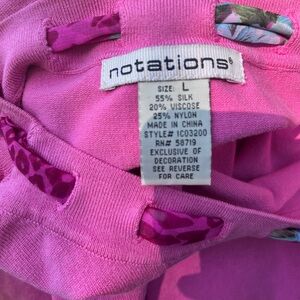 notations®
SIZE: L
55% SILK
20% VISCOSE
25% NYLON
MADE IN CHINA
STYLE# 1C03200
RN# 58719
EXCLUSIVE OF
DECORATION
SEE REVERSE
FOR CARE